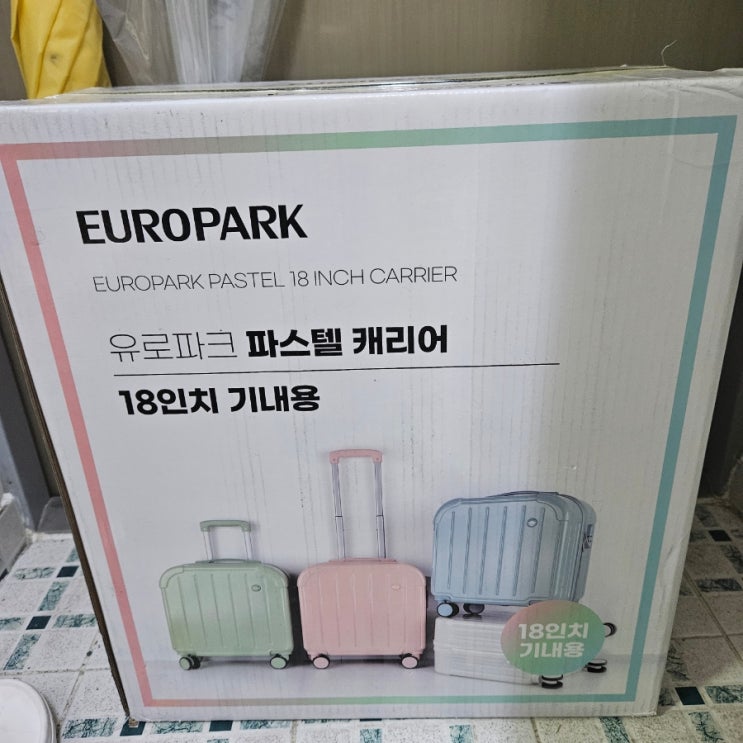 EUROPARK
EUROPARK PASTEL 18 INCH CARRIER
유로파크 파스텔 캐리어
18인치 기내용
18인치
기내용